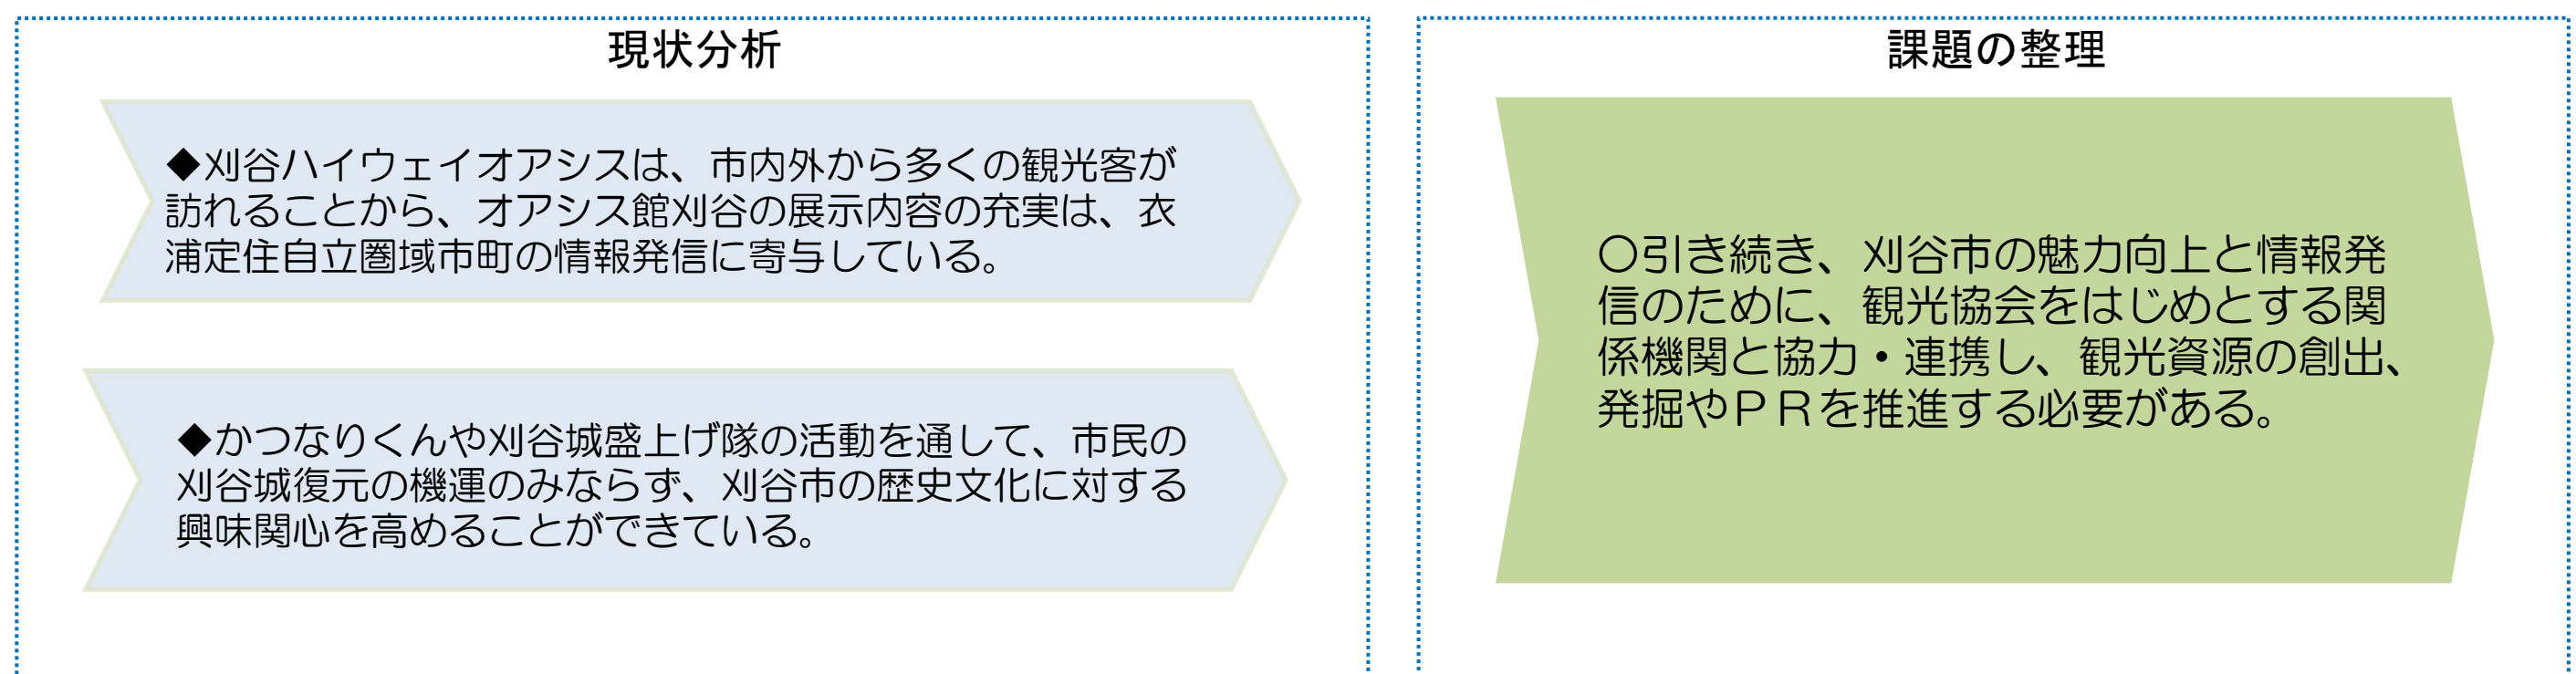 現状分析
◆刈谷ハイウェイオアシスは、市内外から多くの観光客が
訪れることから、オアシス館刈谷の展示内容の充実は、衣
浦定住自立圏域市町の情報発信に寄与している。
◆かつなりくんや刈谷城盛上げ隊の活動を通して、市民の
刈谷城復元の機運のみならず、刈谷市の歴史文化に対する
興味関心を高めることができている。
課題の整理
〇引き続き、刈谷市の魅力向上と情報発
信のために、観光協会をはじめとする関
係機関と協力・連携し、観光資源の創出、
発掘やＰＲを推進する必要がある。